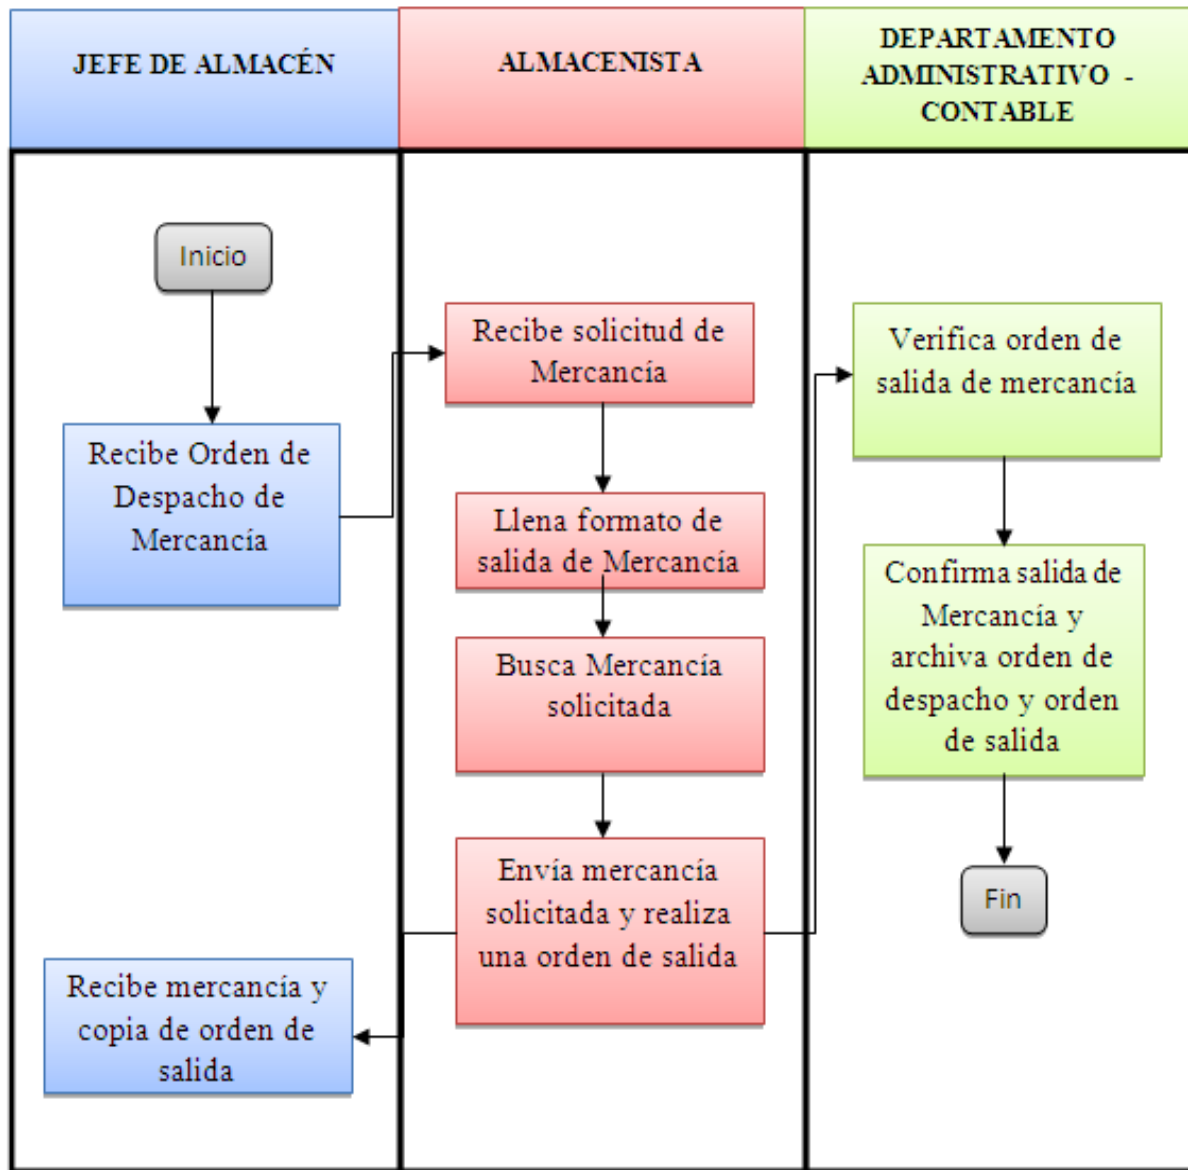 JEFE DE ALMACÉN
ALMACENISTA
DEPARTAMENTO
ADMINISTRATIVO -
CONTABLE
Inicio
Recibe Orden de
Despacho de
Mercancía
Recibe mercancía y
copia de orden de
salida
Recibe solicitud de
Mercancía
Llena formato de
salida de Mercancía
Busca Mercancía
solicitada
Envía mercancía
solicitada y realiza
una orden de salida
Verifica orden de
salida de mercancía
Confirma salida de
Mercancía y
archiva orden de
despacho y orden
de salida
Fin